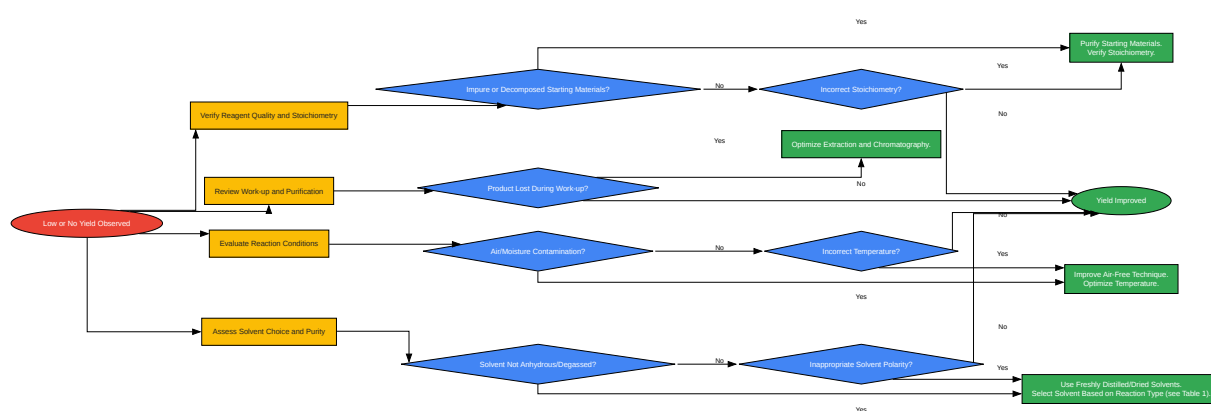 Yes
Purify Starting Materials.
Verify Stoichiometry.
Yes
Impure or Decomposed Starting Materials?
No
Incorrect Stoichiometry?
Verify Reagent Quality and Stoichiometry
No
Yes
Optimize Extraction and Chromatography.
Review Work-up and Purification
Product Lost During Work-up?
No
Yield Improved
Low or No Yield Observed
No
Evaluate Reaction Conditions
Air/Moisture Contamination?
No
Incorrect Temperature?
Yes
Improve Air-Free Technique.
Optimize Temperature.
Yes
Assess Solvent Choice and Purity
No
Solvent Not Anhydrous/Degassed?
No
Inappropriate Solvent Polarity?
Yes
Use Freshly Distilled/Dried Solvents.
Select Solvent Based on Reaction Type (see Table 1).
Yes